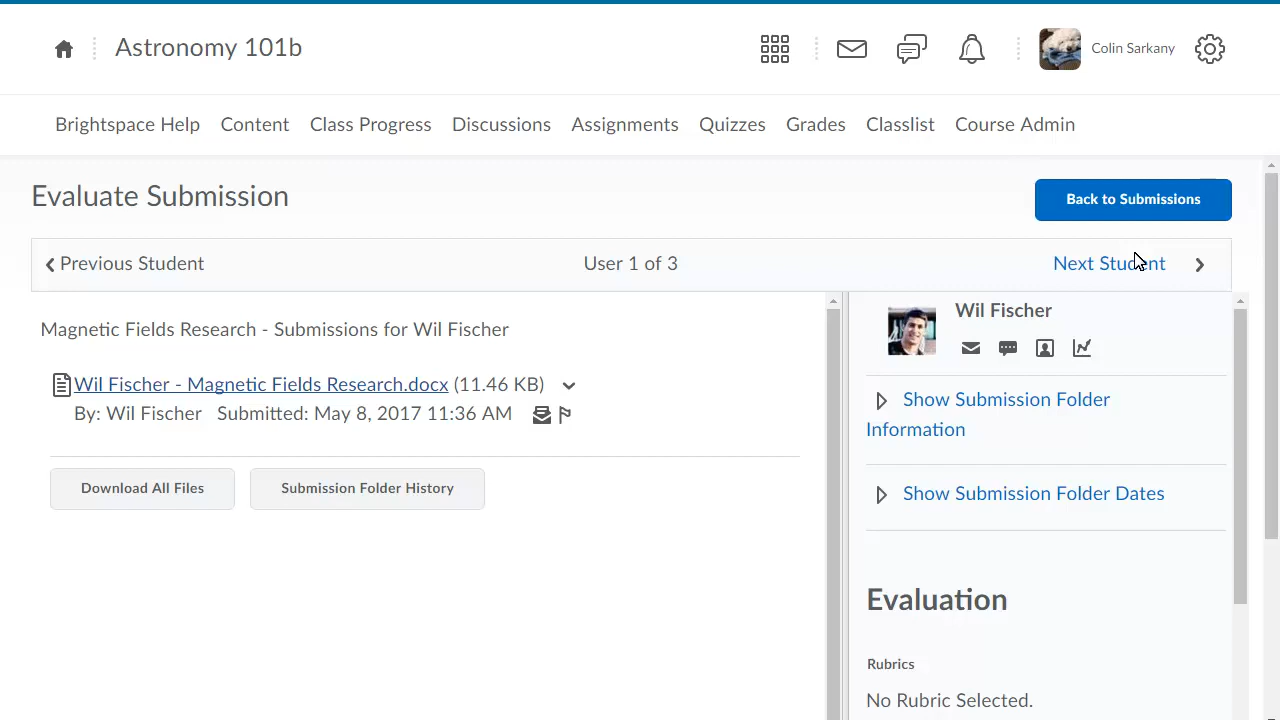 Astronomy 101b
Colin Sarkany
Brightspace Help Content Class Progress Discussions Assignments Quizzes Grades Classlist Course Admin
Evaluate Submission
Back to Submissions
Previous Student
User 1 of 3
Next Student
Magnetic Fields Research - Submissions for Wil Fischer
Wil Fischer - Magnetic Fields Research.docx (11.46 KB)
By: Wil Fischer Submitted: May 8, 2017 11:36 AM
Download All Files
Submission Folder History
Wil Fischer
Show Submission Folder
Information
Show Submission Folder Dates
Evaluation
Rubrics
No Rubric Selected.